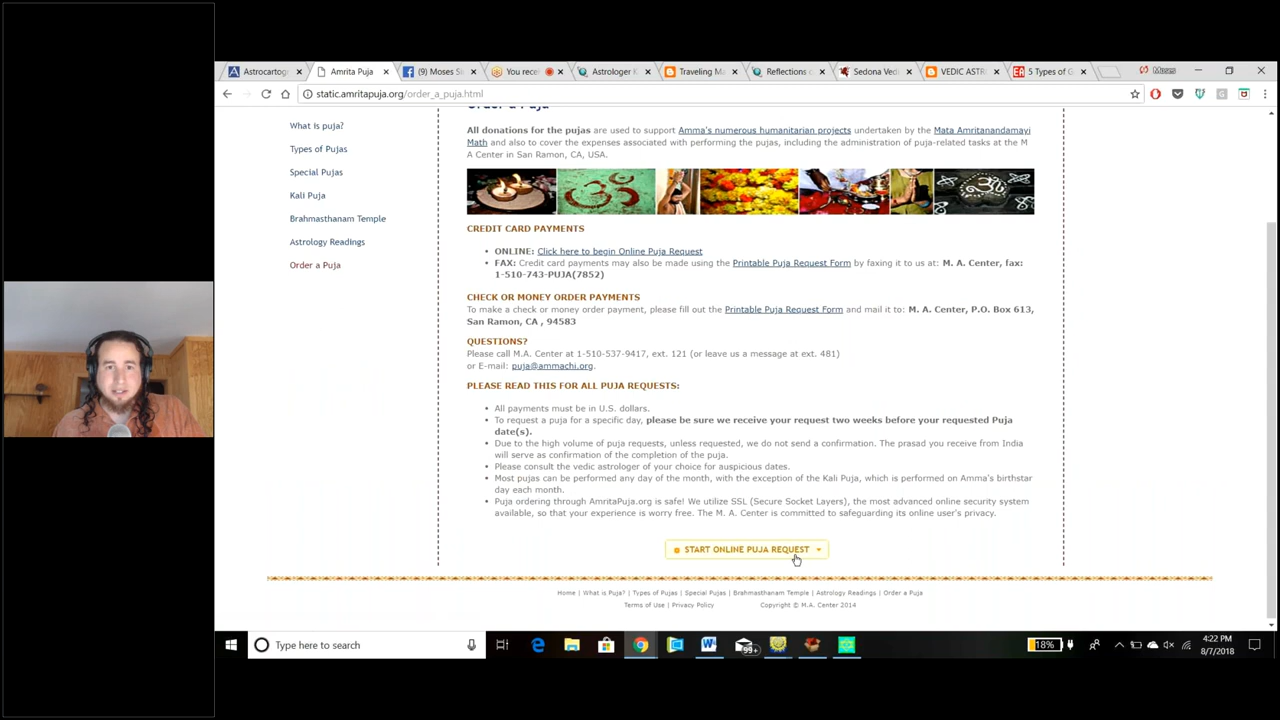 Astrocartog
Amrita Puja
(9) Moses Si
You rece
Astrologer
Traveling Ma
Reflections
Sedona Ved
VEDIC ASTR
5 Types of G
Moses
static.amritapuja.org/order_a_puja.html
What is puja?
Types of Pujas
Special Pujas
Kali Puja
Brahmasthanam Temple
Astrology Readings
Order a Puja
Order a Puja
All donations for the pujas are used to support Amma's numerous humanitarian projects undertaken by the Mata Amritanandamayi
Math and also to cover the expenses associated with performing the pujas, including the administration of puja-related tasks at the M
A Center in San Ramon, CA, USA.
CREDIT CARD PAYMENTS
ONLINE: Click here to begin Online Puja Request
FAX: Credit card payments may also be made using the Printable Puja Request Form by faxing it to us at: M. A. Center, fax:
1-510-743-PUJA(7852)
CHECK OR MONEY ORDER PAYMENTS
To make a check or money order payment, please fill out the Printable Puja Request Form and mail it to: M. A. Center, P.O. Box 613,
San Ramon, CA , 94583
QUESTIONS?
Please call M.A. Center at 1-510-537-9417, ext. 121 (or leave us a message at ext. 481)
or E-mail: puja@ammachi.org.
PLEASE READ THIS FOR ALL PUJA REQUESTS:
All payments must be in U.S. dollars.
To request a puja for a specific day, please be sure we receive your request two weeks before your requested Puja
date(s).
Due to the high volume of puja requests, unless requested, we do not send a confirmation. The prasad you receive from India
will serve as confirmation of the completion of the puja.
Please consult the vedic astrologer of your choice for auspicious dates.
Most pujas can be performed any day of the month, with the exception of the Kali Puja, which is performed on Amma's birthstar
day each month.
Puja ordering through AmritaPuja.org is safe! We utilize SSL (Secure Socket Layers), the most advanced online security system
available, so that your experience is worry free. The M. A. Center is committed to safeguarding its online user's privacy.
START ONLINE PUJA REQUEST
Home | What is Puja? | Types of Pujas | Special Pujas | Brahmasthanam Temple | Astrology Readings | Order a Puja
Terms of Use | Privacy Policy Copyright © M.A. Center 2014
Type here to search
99+
18%
4:22 PM
8/7/2018